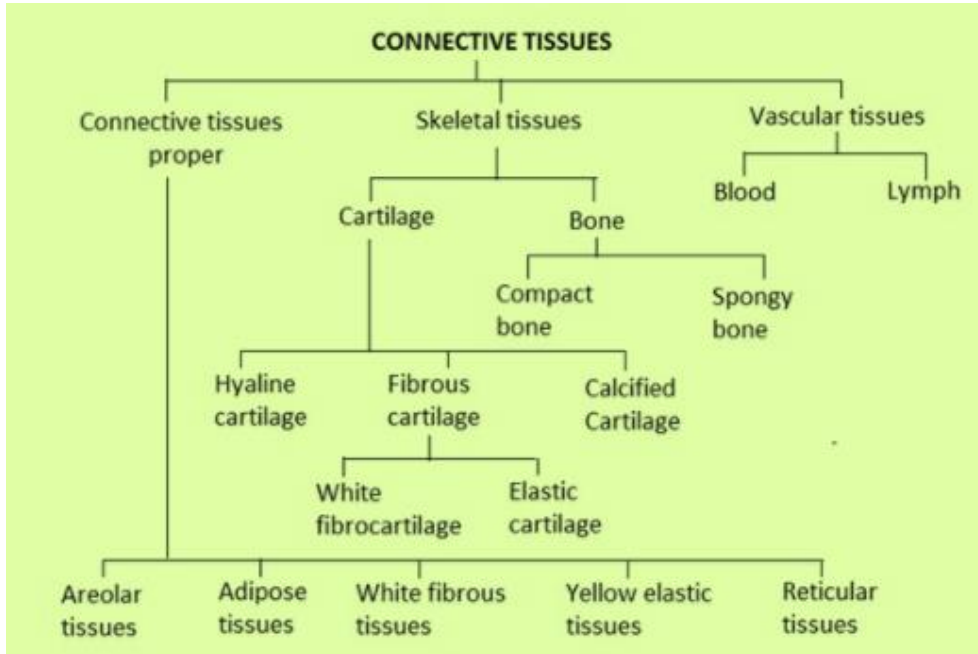 CONNECTIVE TISSUES
Connective tissues
proper
Skeletal tissues
Vascular tissues
Blood
Lymph
Cartilage
Bone
Compact
bone
Spongy
bone
Hyaline
cartilage
Fibrous
cartilage
Calcified
Cartilage
White
fibrocartilage
Elastic
cartilage
Areolar
tissues
Adipose
tissues
White fibrous
tissues
Yellow elastic
tissues
Reticular
tissues